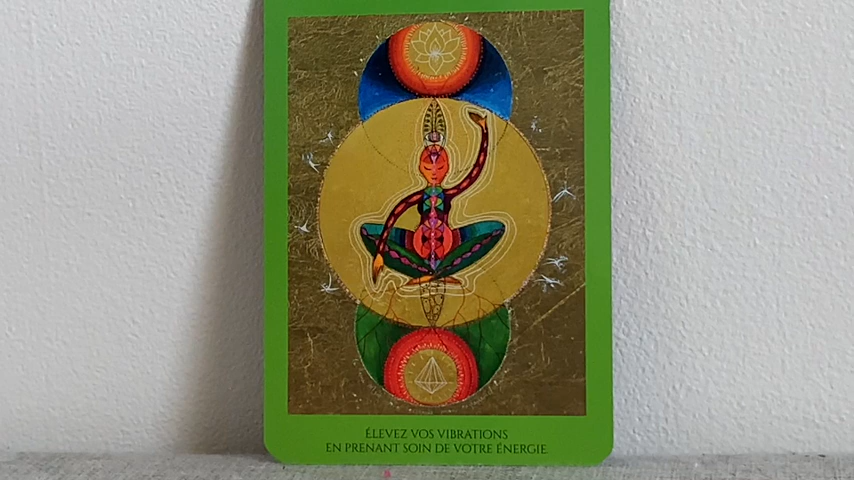 ÉLEVEZ VOS VIBRATIONS
EN PRENANT SOIN DE VOTRE ÉNERGIE